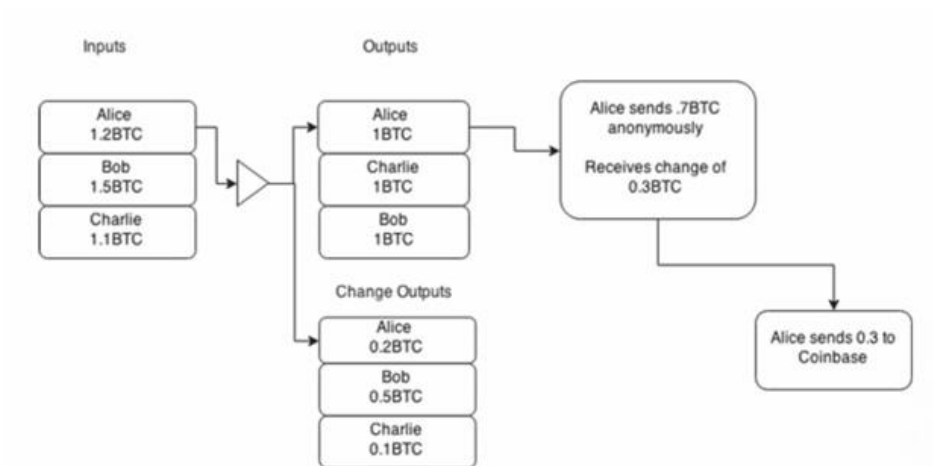 Inputs
Outputs
Alice
1.2BTC
Bob
1.5BTC
Charlie
1.1BTC
Alice
1BTC
Charlie
1BTC
Bob
1BTC
Alice sends .7BTC
anonymously
Receives change of
0.3BTC
Change Outputs
Alice
0.2BTC
Bob
0.5BTC
Charlie
0.1BTC
Alice sends 0.3 to
Coinbase